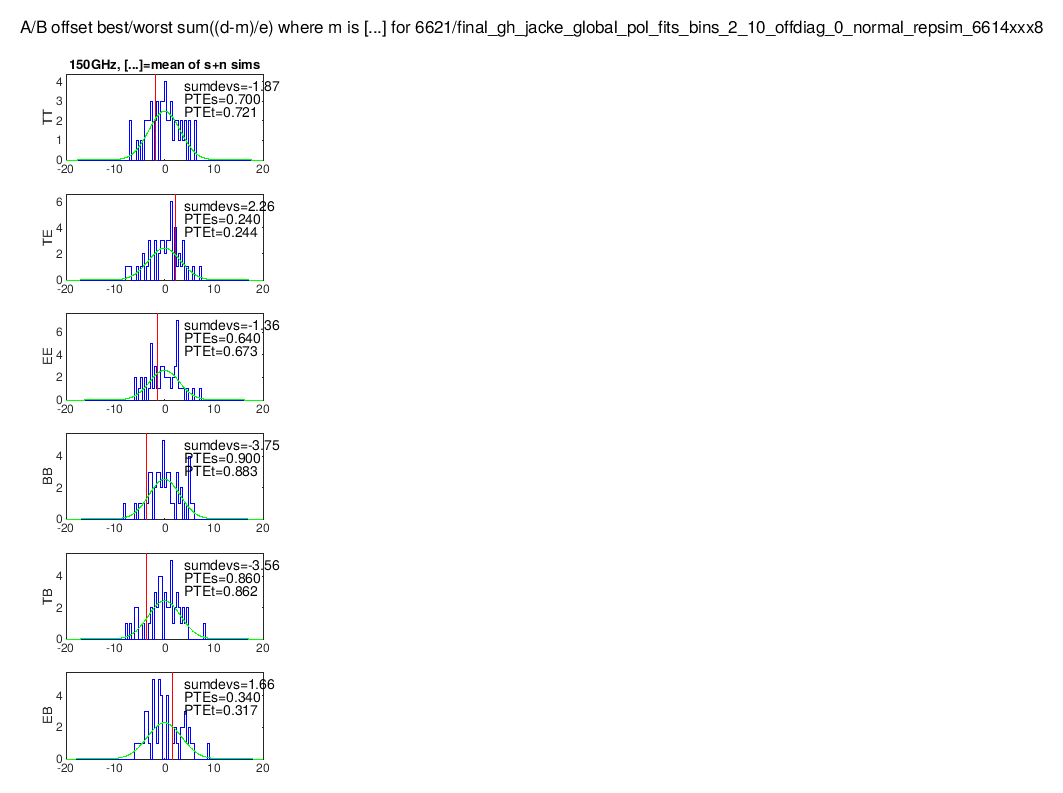 A/B offset best/worst sum((d-m)/e) where m is [...] for 6621/final_gh_jacke_global_pol_fits_bins_2_10_offdiag_0_normal_repsim_6614xxx8
150GHz, [...]=mean of s+n sims
sumdevs=-1.87
PTEs=0.700
PTEt=0.721
TT
4
3
2
1
0
-20 -10 0 10 20
sumdevs=2.26
PTEs=0.240
PTEt=0.244
TE
6
4
2
0
-20 -10 0 10 20
sumdevs=-1.36
PTEs=0.640
PTEt=0.673
EE
6
4
2
0
-20 -10 0 10 20
sumdevs=-3.75
PTEs=0.900
PTEt=0.883
BB
4
2
0
-20 -10 0 10 20
sumdevs=-3.56
PTEs=0.860
PTEt=0.862
TB
4
2
0
-20 -10 0 10 20
sumdevs=1.66
PTEs=0.340
PTEt=0.317
EB
4
2
0
-20 -10 0 10 20